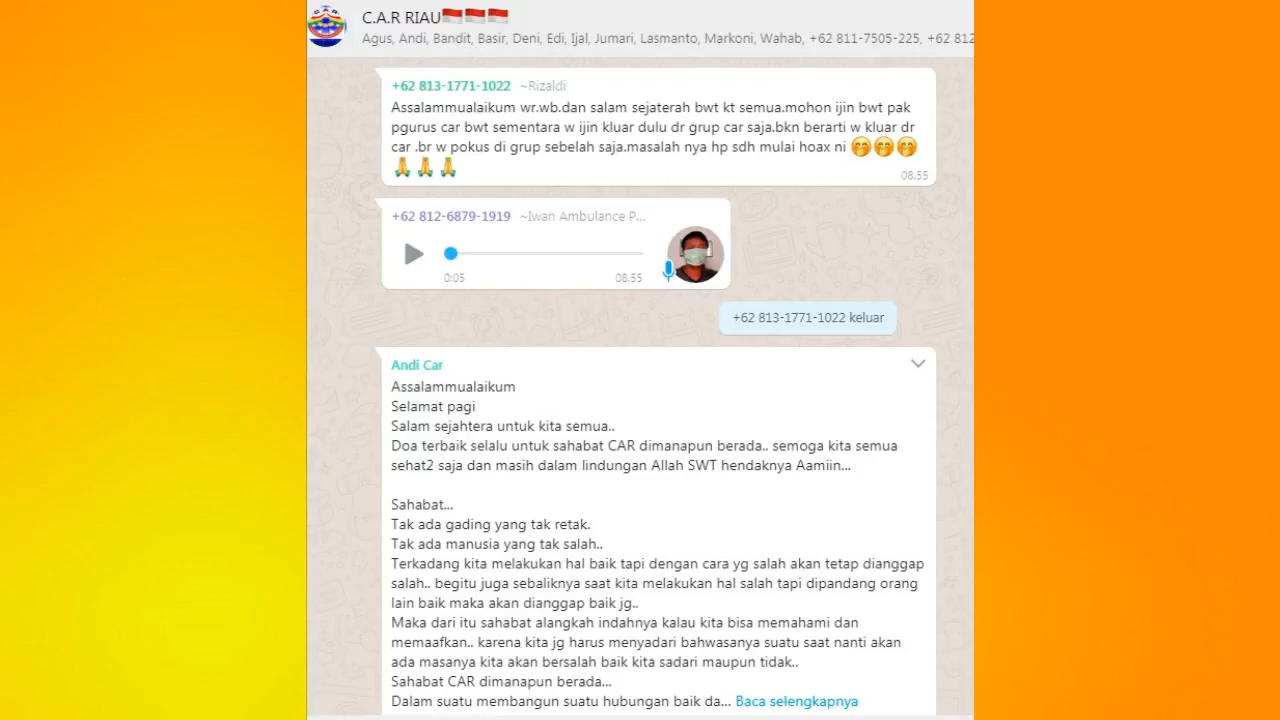 C.A.R RIAU🇮🇩🇮🇩🇮🇩
Agus, Andi, Bandit, Basir, Deni, Edi, Ijal, Jumari, Lasmanto, Markoni, Wahab, +62 811-7505-225, +62 812
+62 813-1771-1022 ~Rizaldi
Assalammualaikum wr.wb.dan salam sejaterah bwt kt semua.mohon ijin bwt pak
pgurus car bwt sementara w ijin kluar dulu dr grup car saja.bkn berarti w kluar dr
car .br w pokus di grup sebelah saja.masalah nya hp sdh mulai hoax ni 🤭🤭🤭
🙏🙏🙏
08.55
+62 812-6879-1919 ~Iwan Ambulance P...
0:05 08.55
+62 813-1771-1022 keluar
Andi Car
Assalammualaikum
Selamat pagi
Salam sejahtera untuk kita semua..
Doa terbaik selalu untuk sahabat CAR dimanapun berada.. semoga kita semua
sehat2 saja dan masih dalam lindungan Allah SWT hendaknya Aamiin...
Sahabat...
Tak ada gading yang tak retak.
Tak ada manusia yang tak salah..
Terkadang kita melakukan hal baik tapi dengan cara yg salah akan tetap dianggap
salah.. begitu juga sebaliknya saat kita melakukan hal salah tapi dipandang orang
lain baik maka akan dianggap baik jg..
Maka dari itu sahabat alangkah indahnya kalau kita bisa memahami dan
memaafkan.. karena kita jg harus menyadari bahwasanya suatu saat nanti akan
ada masanya kita akan bersalah baik kita sadari maupun tidak..
Sahabat CAR dimanapun berada...
Dalam suatu membangun suatu hubungan baik da... Baca selengkapnya